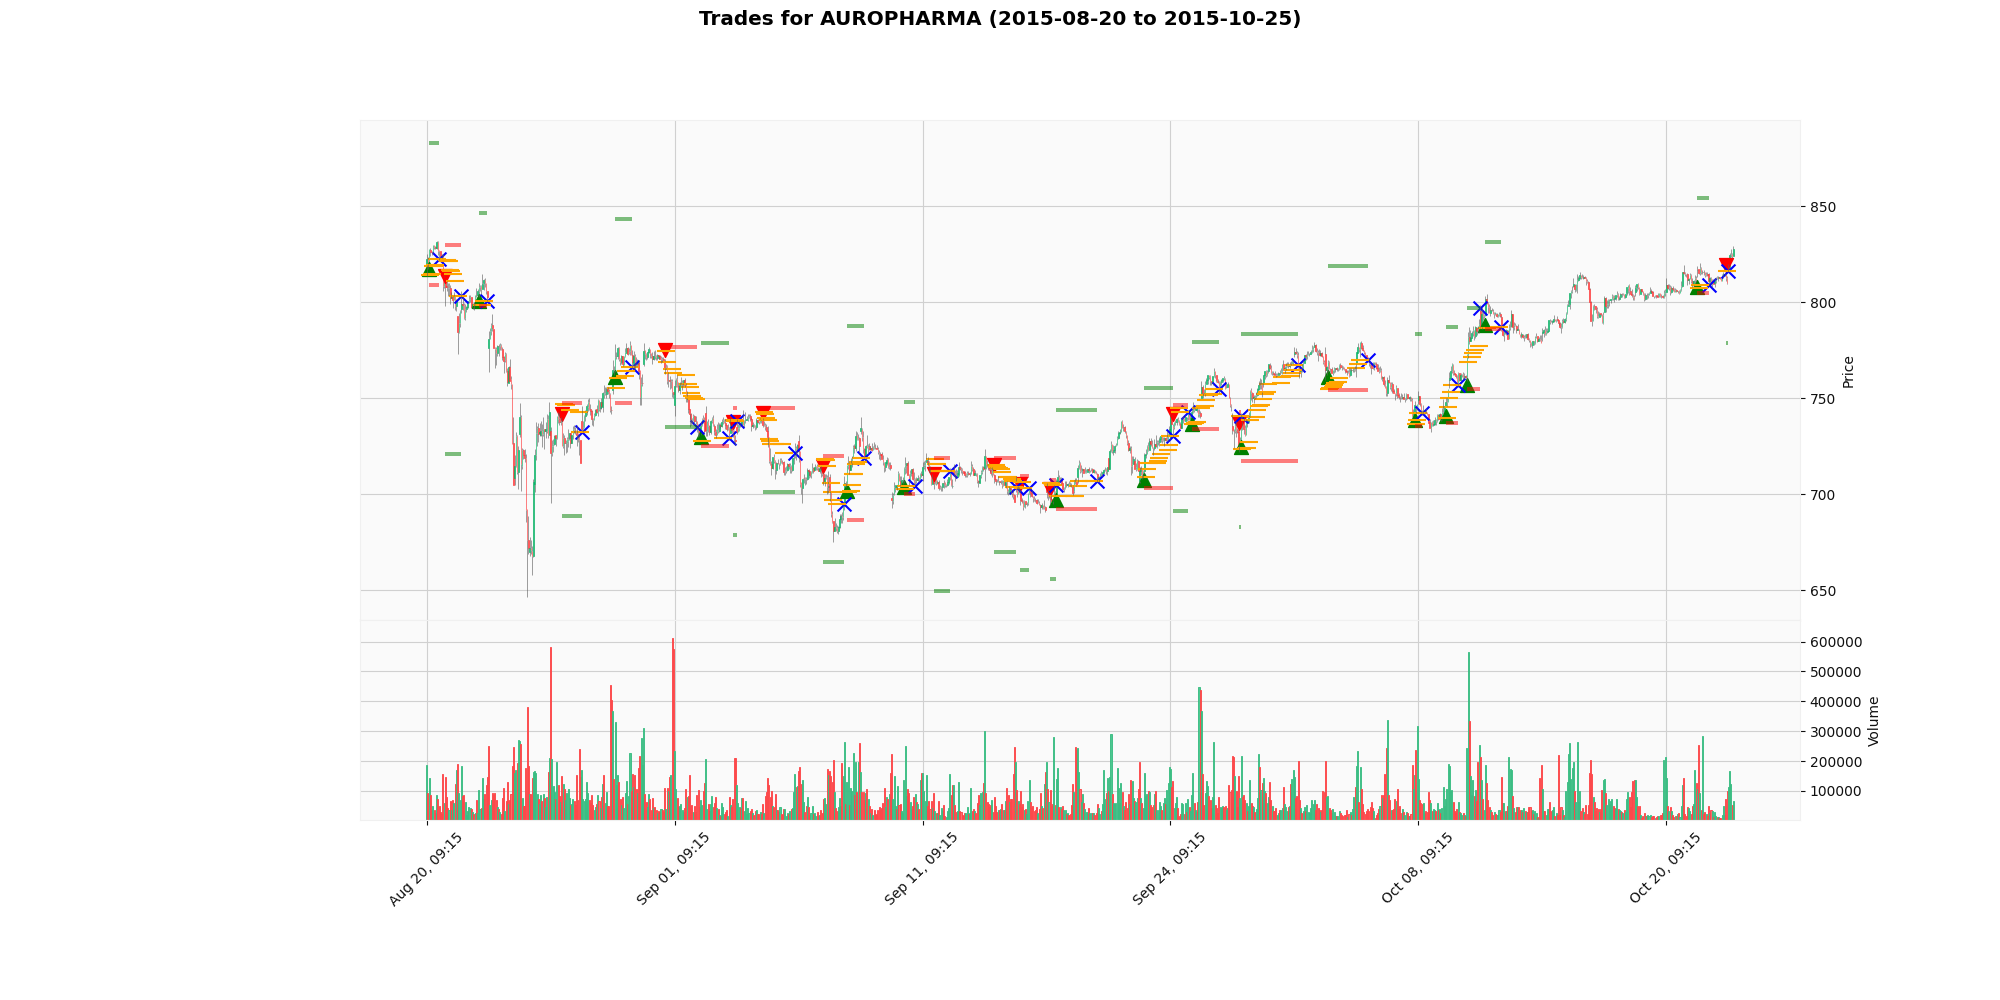 Trades for AUROPHARMA (2015-08-20 to 2015-10-25)
850
800
750
700
650
Price
600000
500000
400000
300000
200000
100000
Volume
Aug 20, 09:15
Sep 01, 09:15
Sep 11, 09:15
Sep 24, 09:15
Oct 08, 09:15
Oct 20, 09:15